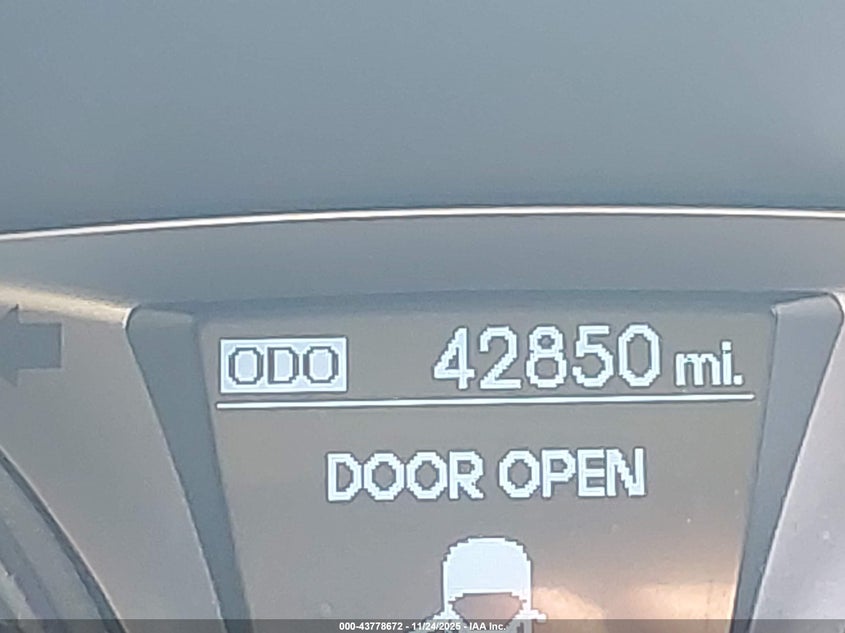 ODO 42850 mi.
DOOR OPEN
000-43778672 - 11/24/2025 - IAA Inc.